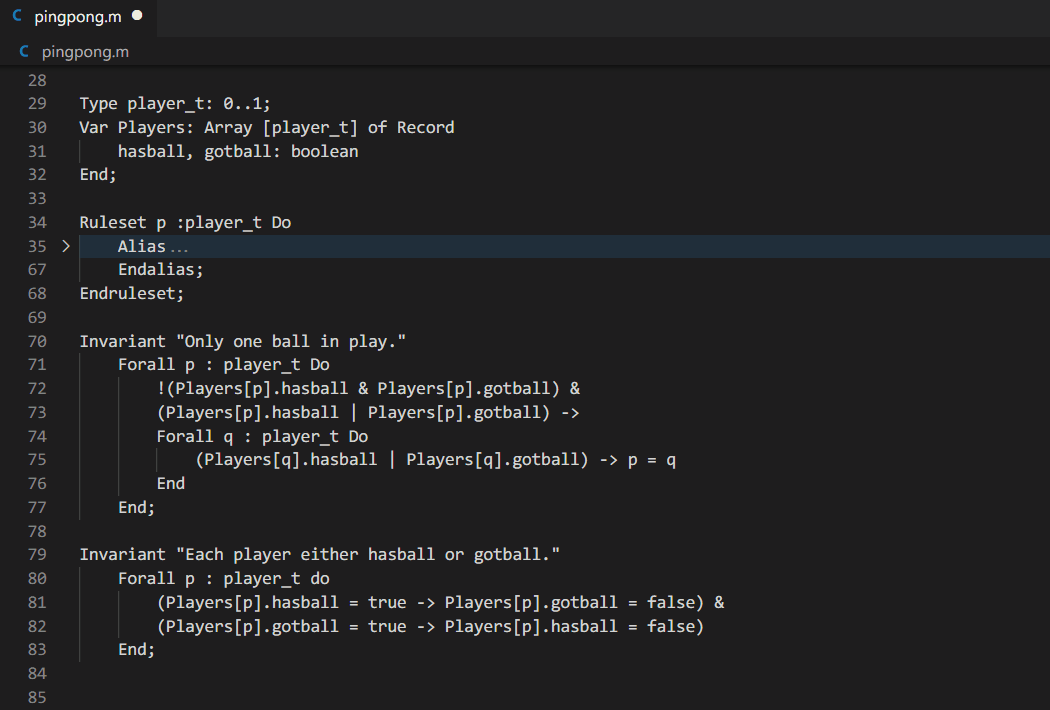 C pingpong.m
C pingpong.m
28
29 Type player_t: 0..1;
30 Var Players: Array [player_t] of Record
31     hasball, gotball: boolean
32 End;
33
34 Ruleset p :player_t Do
35     Alias...
67     Endalias;
68 Endruleset;
69
70 Invariant "Only one ball in play."
71     Forall p : player_t Do
72         !(Players[p].hasball & Players[p].gotball) &
73         (Players[p].hasball | Players[p].gotball) ->
74         Forall q : player_t Do
75             (Players[q].hasball | Players[q].gotball) -> p = q
76         End
77     End;
78
79 Invariant "Each player either hasball or gotball."
80     Forall p : player_t do
81         (Players[p].hasball = true -> Players[p].gotball = false) &
82         (Players[p].gotball = true -> Players[p].hasball = false)
83     End;
84
85